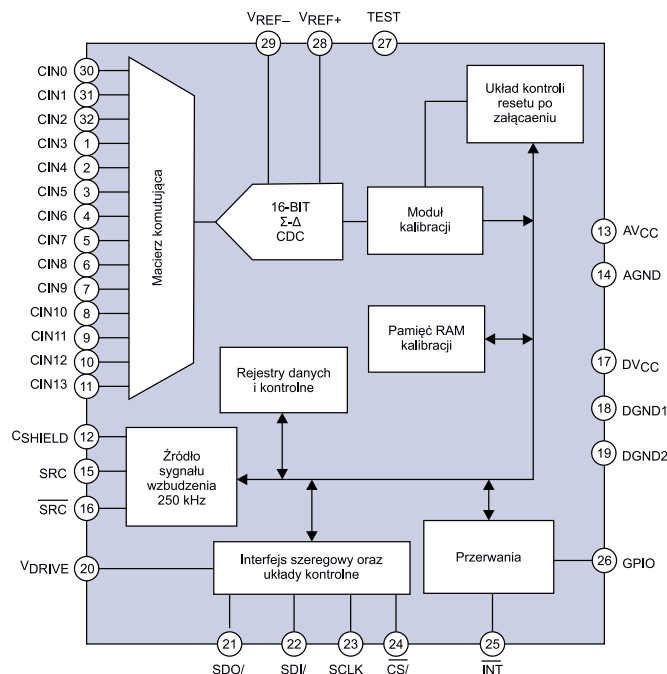 VREF– VREF+ TEST
29 28 27
CIN0 30
CIN1 31
CIN2 32
CIN3 1
CIN4 2
CIN5 3
CIN6 4
CIN7 5
CIN8 6
CIN9 7
CIN10 8
CIN11 9
CIN12 10
CIN13 11
Macierz komutująca
16-BIT
Σ-Δ
CDC
Moduł
kalibracji
Układ kontroli
resetu po
załącaeniu
Pamięć RAM
kalibracji
Rejestry danych
i kontrolne
13 AVCC
14 AGND
17 DVCC
18 DGND1
19 DGND2
CSHIELD 12
SRC 15
SRC 16
Źródło
sygnału
wzbudzenia
250 kHz
VDRIVE 20
Interfejs szeregowy oraz
układy kontrolne
Przerwania
26 GPIO
21 22 23 24 25
SDO/ SDI/ SCLK CS/ INT